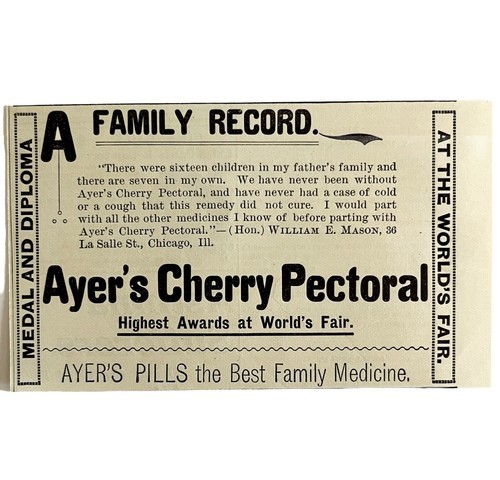 A FAMILY RECORD.
"There were sixteen children in my father's family and
there are seven in my own. We have never been without
Ayer's Cherry Pectoral, and have never had a case of cold
or a cough that this remedy did not cure. I would part
with all the other medicines I know of before parting with
Ayer's Cherry Pectoral."—(Hon.) WILLIAM E. MASON, 36
La Salle St., Chicago, Ill.
MEDAL AND DIPLOMA
AT THE WORLD'S FAIR.
Ayer's Cherry Pectoral
Highest Awards at World's Fair.
AYER'S PILLS the Best Family Medicine.